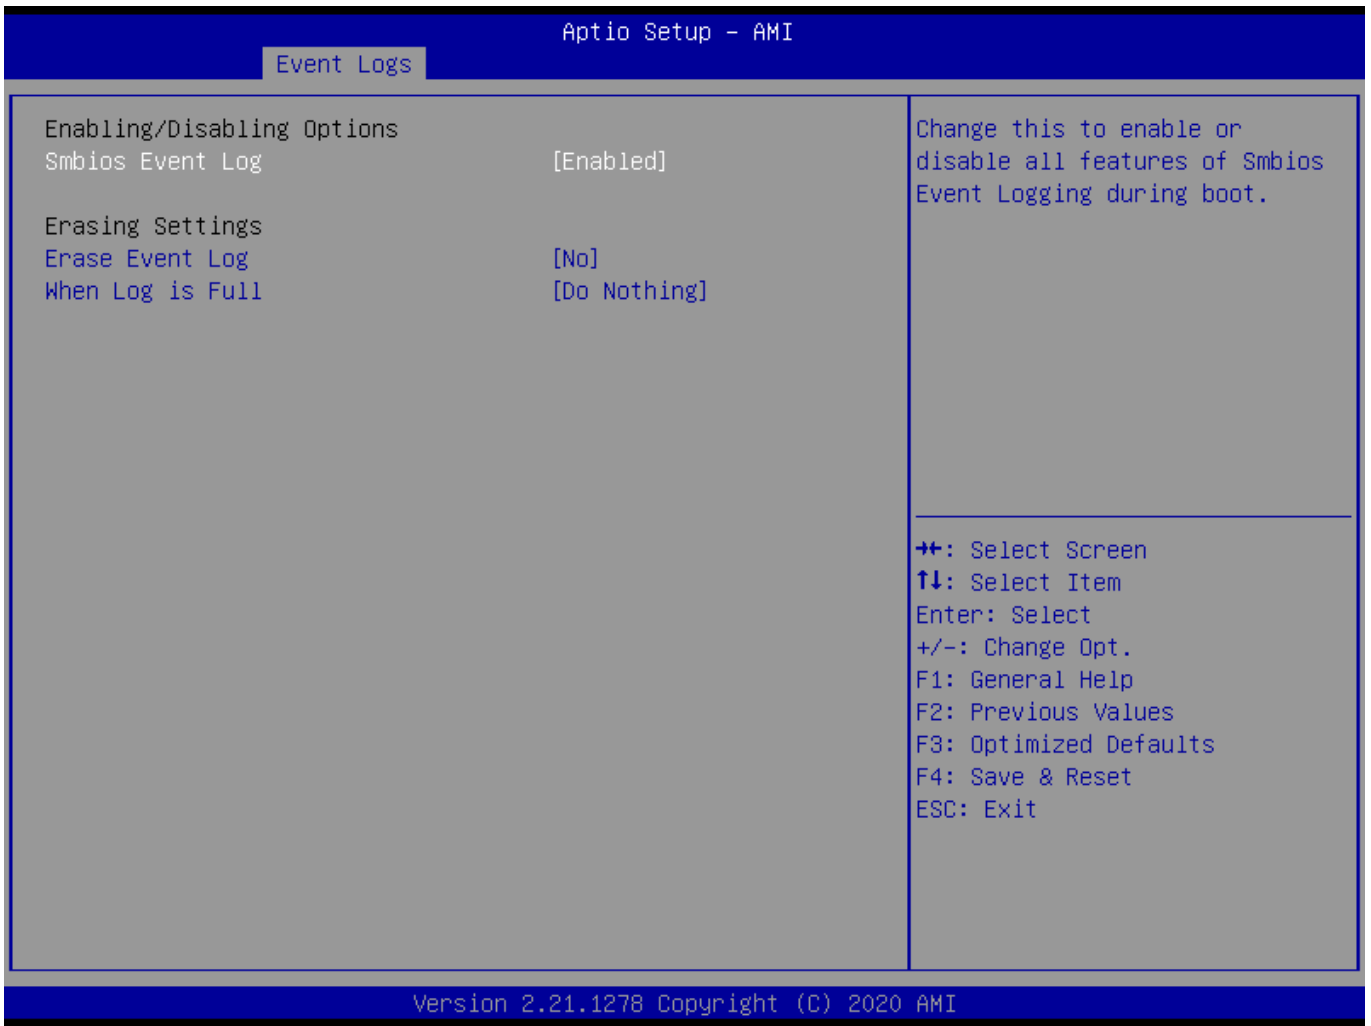 Aptio Setup – AMI
Event Logs
Enabling/Disabling Options
Smbios Event Log [Enabled]
Erasing Settings
Erase Event Log [No]
When Log is Full [Do Nothing]
Change this to enable or
disable all features of Smbios
Event Logging during boot.
→←: Select Screen
↑↓: Select Item
Enter: Select
+/-: Change Opt.
F1: General Help
F2: Previous Values
F3: Optimized Defaults
F4: Save & Reset
ESC: Exit
Version 2.21.1278 Copyright (C) 2020 AMI